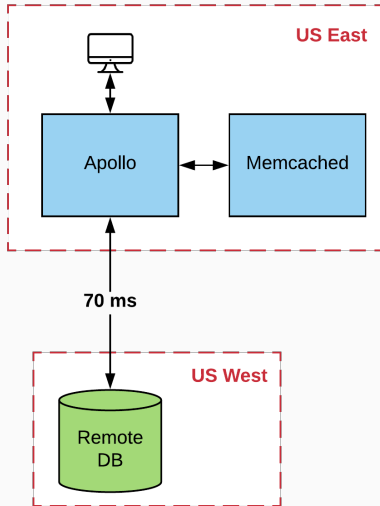 US East
Apollo
Memcached
70 ms
US West
Remote
DB